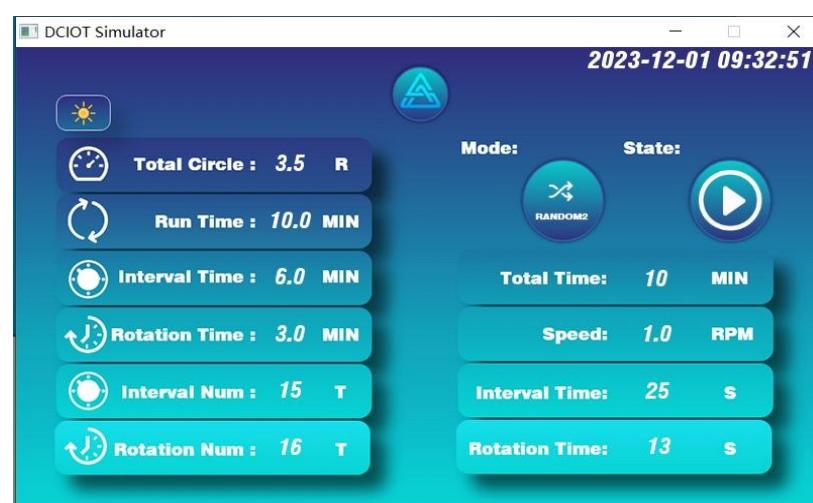 DCIOT Simulator
2023-12-01 09:32:51
Total Circle : 3.5 R
Run Time : 10.0 MIN
Interval Time : 6.0 MIN
Rotation Time : 3.0 MIN
Interval Num : 15 T
Rotation Num : 16 T
Mode: State:
RANDOM2
Total Time: 10 MIN
Speed: 1.0 RPM
Interval Time: 25 S
Rotation Time: 13 S